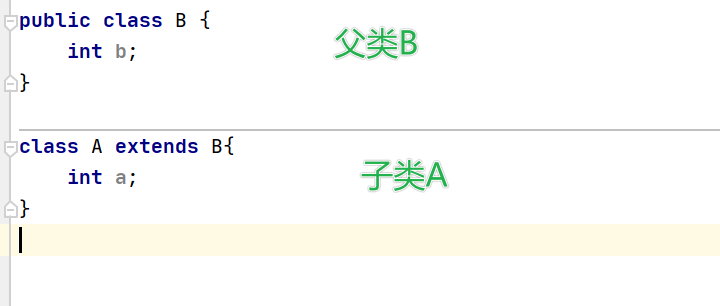 public class B {
父类B
int b;
}
class A extends B{
子类A
int a;
}